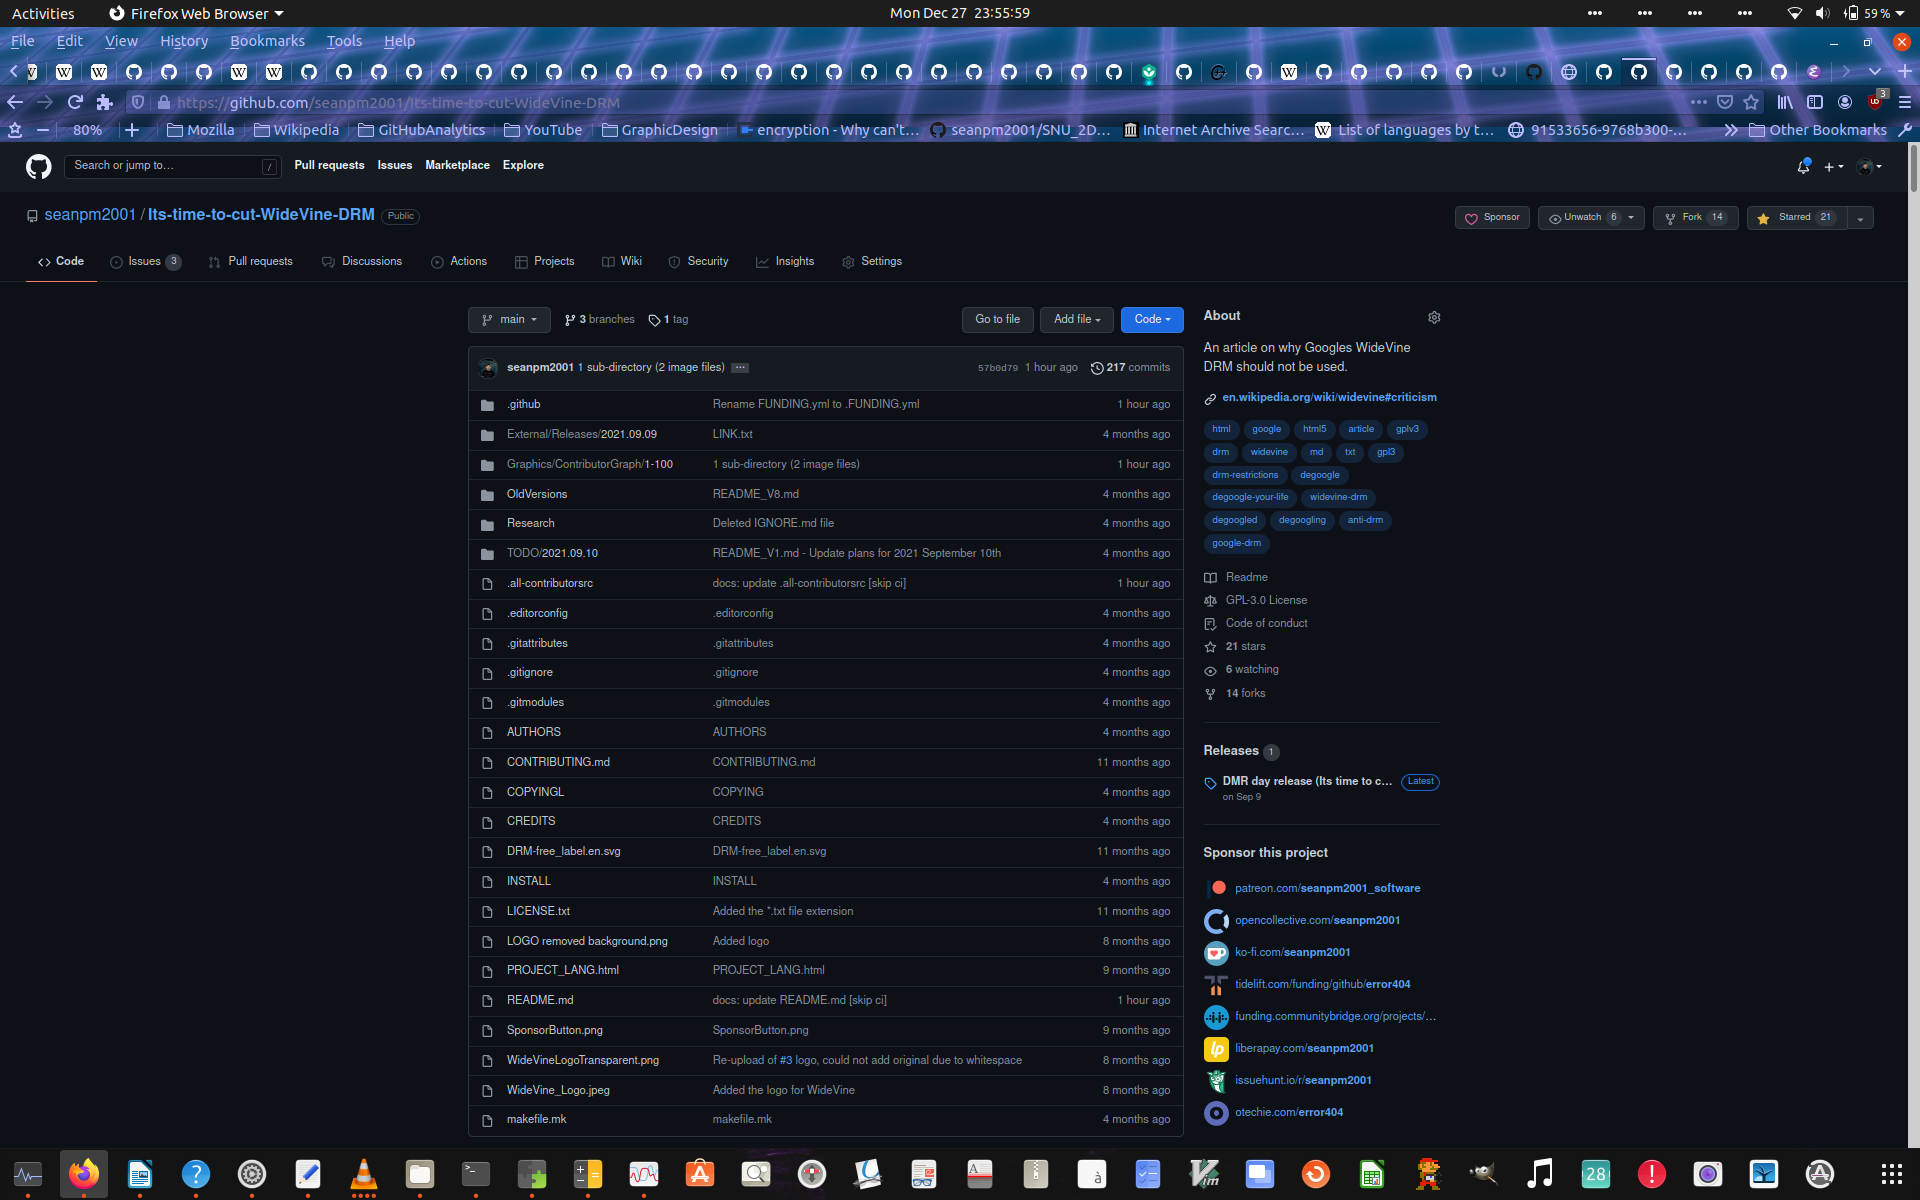 Activities
Firefox Web Browser
Mon Dec 27 23:55:59
59 %
File Edit View History Bookmarks Tools Help
https://github.com/seanpm2001/Its-time-to-cut-WideVine-DRM
3
80%
Mozilla
Wikipedia
GitHubAnalytics
YouTube
GraphicDesign
encryption - Why can't...
seanpm2001/SNU_2D...
Internet Archive Searc...
List of languages by t...
91533656-9768b300-...
Other Bookmarks
Search or jump to...
/
Pull requests Issues Marketplace Explore
seanpm2001 / Its-time-to-cut-WideVine-DRM Public
Sponsor
Unwatch 6
Fork 14
Starred 21
Code
Issues 3
Pull requests
Discussions
Actions
Projects
Wiki
Security
Insights
Settings
main
3 branches
1 tag
Go to file
Add file
Code
seanpm2001 1 sub-directory (2 image files) ...
57b0d79 1 hour ago
217 commits
.github Rename FUNDING.yml to .FUNDING.yml 1 hour ago
External/Releases/2021.09.09 LINK.txt 4 months ago
Graphics/ContributorGraph/1-100 1 sub-directory (2 image files) 1 hour ago
OldVersions README_V8.md 4 months ago
Research Deleted IGNORE.md file 4 months ago
TODO/2021.09.10 README_V1.md - Update plans for 2021 September 10th 4 months ago
.all-contributorsrc docs: update .all-contributorsrc [skip ci] 1 hour ago
.editorconfig .editorconfig 4 months ago
.gitattributes .gitattributes 4 months ago
.gitignore .gitignore 4 months ago
.gitmodules .gitmodules 4 months ago
AUTHORS AUTHORS 4 months ago
CONTRIBUTING.md CONTRIBUTING.md 11 months ago
COPYINGL COPYING 4 months ago
CREDITS CREDITS 4 months ago
DRM-free_label.en.svg DRM-free_label.en.svg 11 months ago
INSTALL INSTALL 4 months ago
LICENSE.txt Added the *.txt file extension 11 months ago
LOGO removed background.png Added logo 8 months ago
PROJECT_LANG.html PROJECT_LANG.html 9 months ago
README.md docs: update README.md [skip ci] 1 hour ago
SponsorButton.png SponsorButton.png 9 months ago
WideVineLogoTransparent.png Re-upload of #3 logo, could not add original due to whitespace 8 months ago
WideVine_Logo.jpeg Added the logo for WideVine 8 months ago
makefile.mk makefile.mk 4 months ago
About
An article on why Googles WideVine
DRM should not be used.
en.wikipedia.org/wiki/widevine#criticism
html google html5 article gplv3
drm widevine md txt gpl3
drm-restrictions degoogle
degoogle-your-life widevine-drm
degoogled degoogling anti-drm
google-drm
Readme
GPL-3.0 License
Code of conduct
21 stars
6 watching
14 forks
Releases 1
DMR day release (Its time to c... Latest
on Sep 9
Sponsor this project
patreon.com/seanpm2001_software
opencollective.com/seanpm2001
ko-fi.com/seanpm2001
tidelift.com/funding/github/error404
funding.communitybridge.org/projects/...
liberapay.com/seanpm2001
issuehunt.io/r/seanpm2001
otechie.com/error404
28